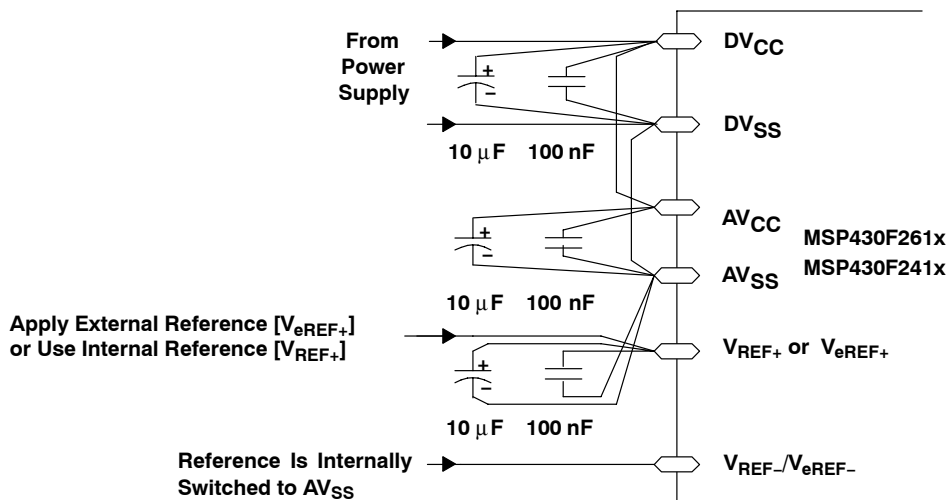 From
Power
Supply
DVCC
+
−
DVSS
10 μF 100 nF
AVCC
MSP430F261x
+
−
AVSS
MSP430F241x
10 μF 100 nF
Apply External Reference [VeREF+]
or Use Internal Reference [VREF+]
VREF+ or VeREF+
+
−
10 μF 100 nF
Reference Is Internally
Switched to AVSS
VREF−/VeREF−